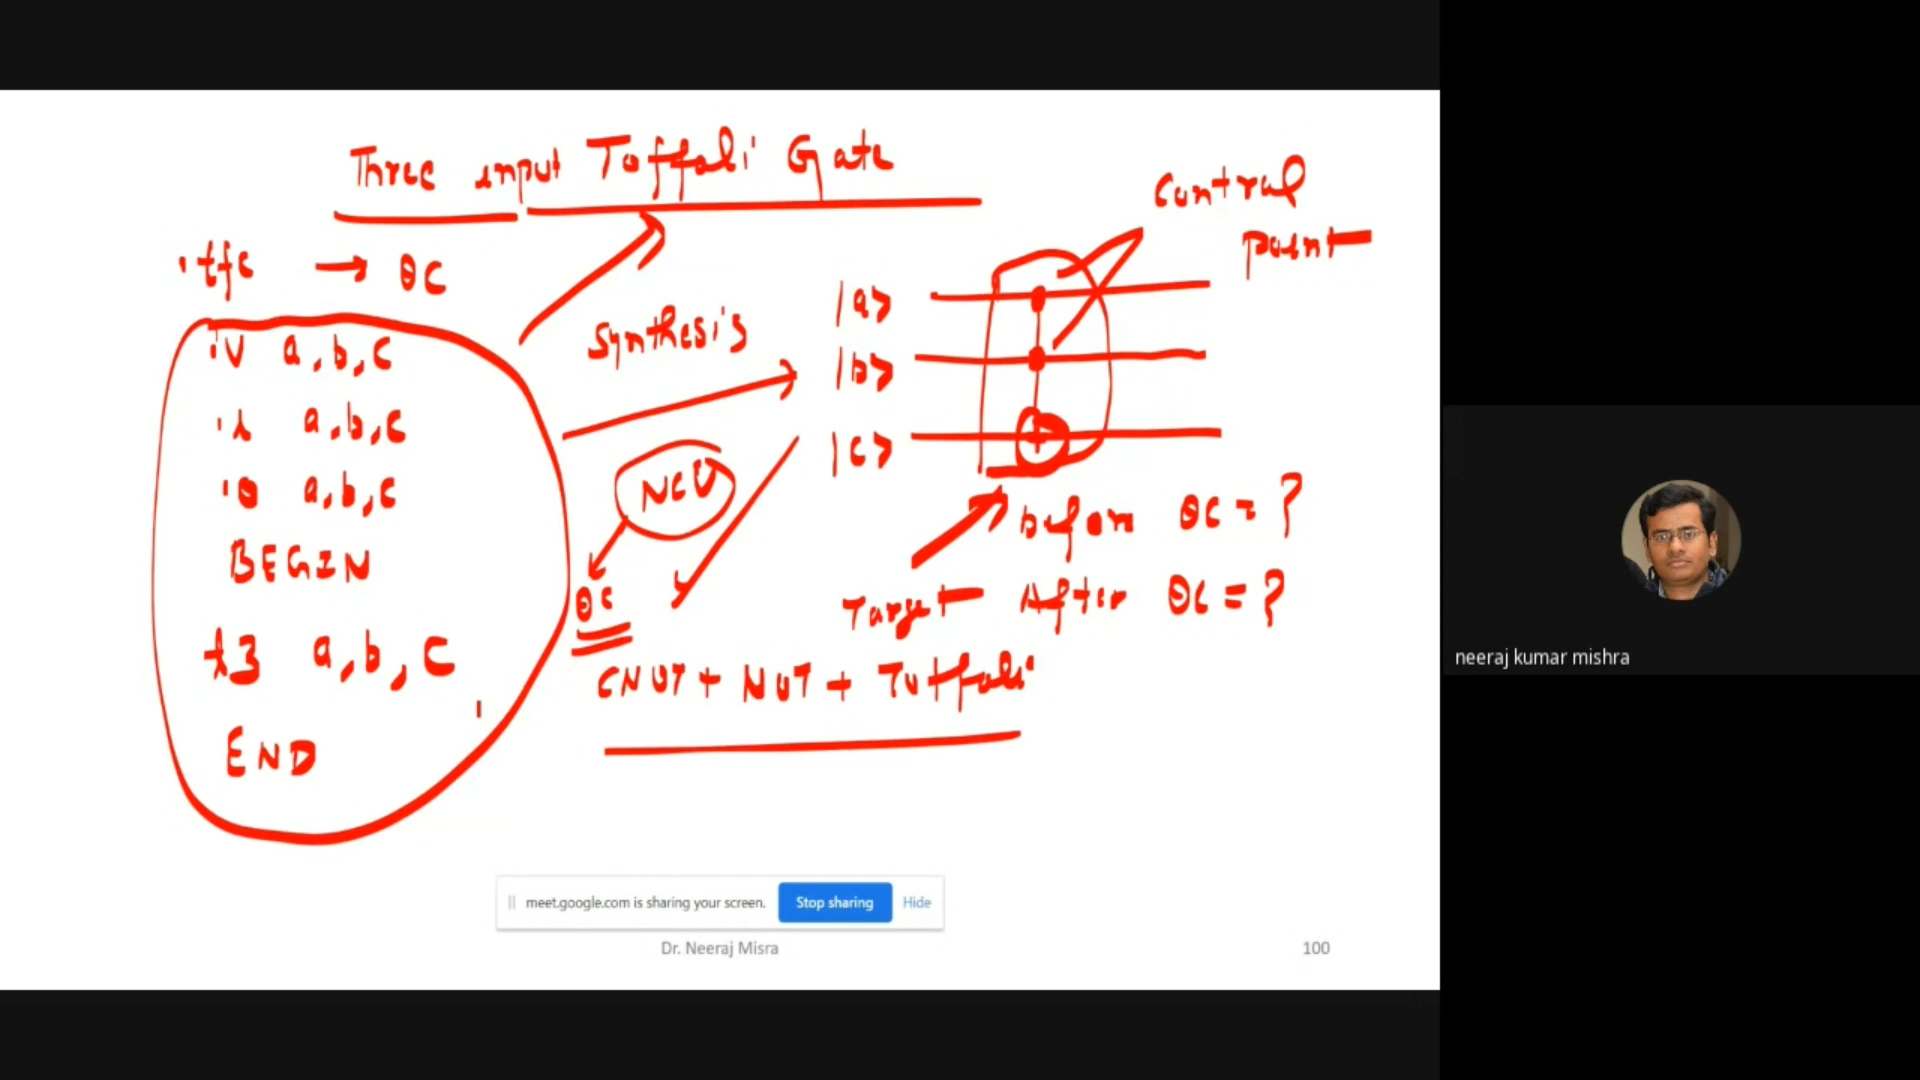 Three input Toffoli Gate
Control
point
.tfc → QC
.v a,b,c
.i a,b,c
.o a,b,c
BEGIN
t3 a,b,c
END
Synthesis
NCV
QC
|a>
|b>
|c>
before QC = ?
Target After QC = ?
CNOT + NOT + Toffoli
neeraj kumar mishra
meet.google.com is sharing your screen. Stop sharing Hide
Dr. Neeraj Misra 100